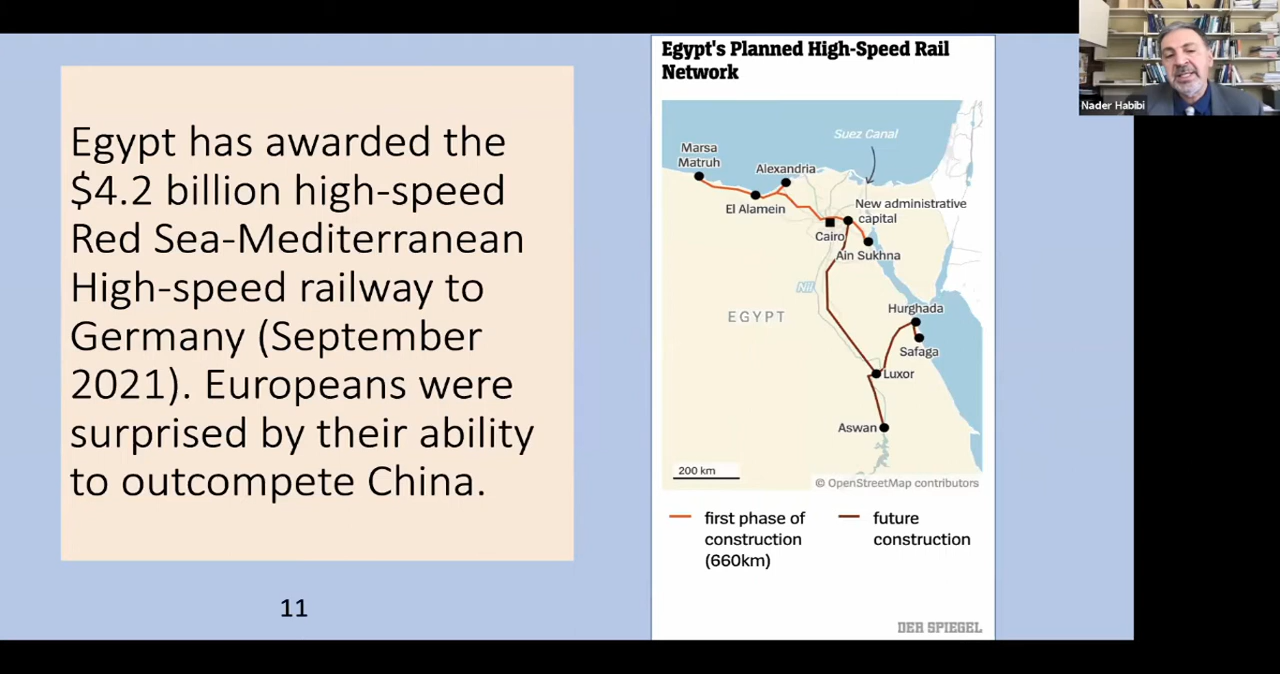 Egypt has awarded the
$4.2 billion high-speed
Red Sea-Mediterranean
High-speed railway to
Germany (September
2021). Europeans were
surprised by their ability
to outcompete China.
11
Egypt's Planned High-Speed Rail
Network
Suez Canal
Marsa
Matruh
Alexandria
El Alamein
New administrative
capital
Cairo
Ain Sukhna
Nil
EGYPT
Hurghada
Safaga
Luxor
Aswan
200 km
© OpenStreetMap contributors
first phase of
construction
(660km)
future
construction
DER SPIEGEL
Nader Habibi